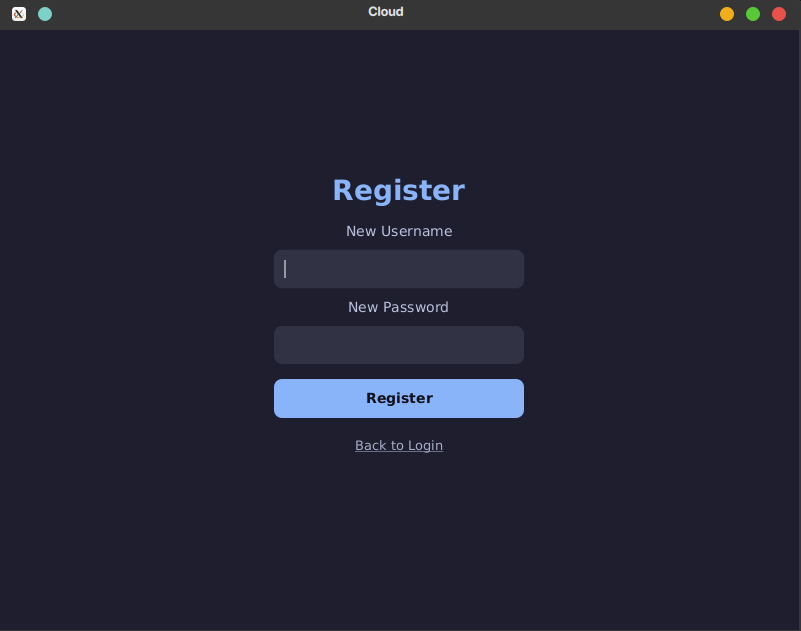 Cloud
Register
New Username
New Password
Register
Back to Login